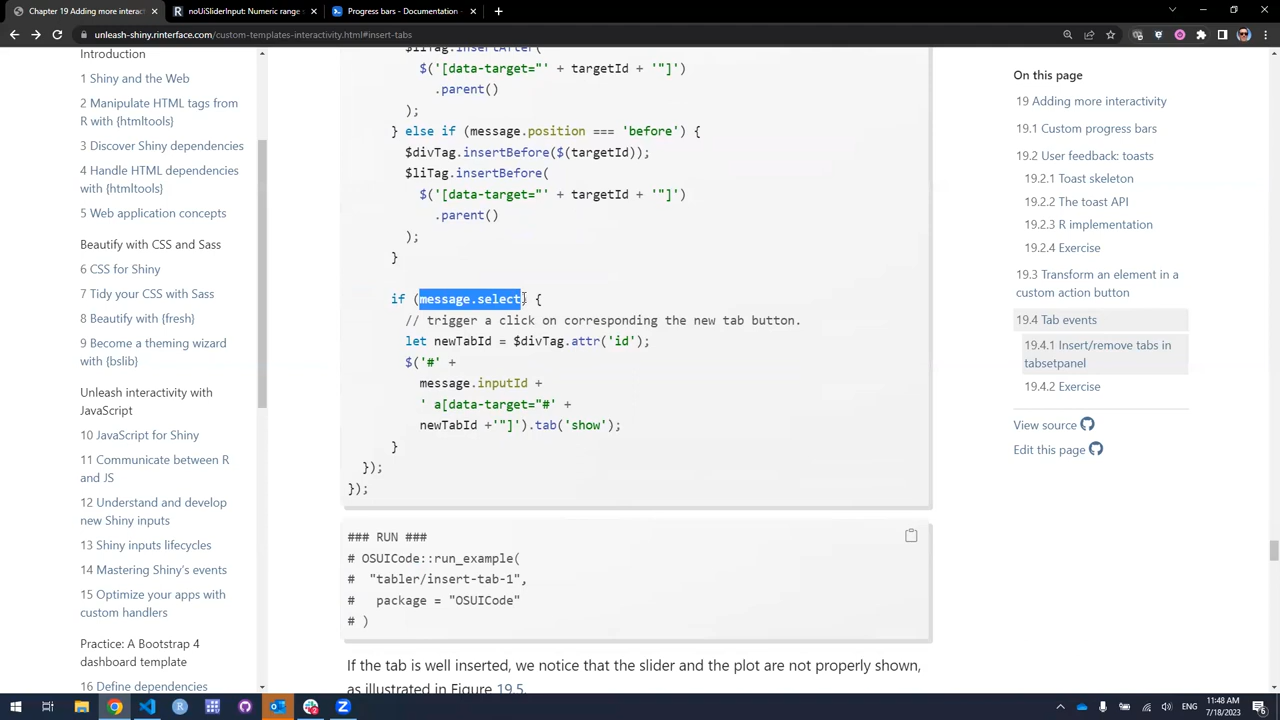 Chapter 19 Adding more interact
noUiSliderInput: Numeric range s
Progress bars - Documentation -
unleash-shiny.rinterface.com/custom-templates-interactivity.html#insert-tabs
Introduction
1 Shiny and the Web
2 Manipulate HTML tags from
R with {htmltools}
3 Discover Shiny dependencies
4 Handle HTML dependencies
with {htmltools}
5 Web application concepts
Beautify with CSS and Sass
6 CSS for Shiny
7 Tidy your CSS with Sass
8 Beautify with {fresh}
9 Become a theming wizard
with {bslib}
Unleash interactivity with
JavaScript
10 JavaScript for Shiny
11 Communicate between R
and JS
12 Understand and develop
new Shiny inputs
13 Shiny inputs lifecycles
14 Mastering Shiny's events
15 Optimize your apps with
custom handlers
Practice: A Bootstrap 4
dashboard template
16 Define dependencies
$liTag.insertAfter(
$('[data-target="' + targetId + '"]')
.parent()
);
} else if (message.position === 'before') {
$divTag.insertBefore($(targetId));
$liTag.insertBefore(
$('[data-target="' + targetId + '"]')
.parent()
);
}
if (message.select) {
// trigger a click on corresponding the new tab button.
let newTabId = $divTag.attr('id');
$('#' +
message.inputId +
' a[data-target="#' +
newTabId +'"]').tab('show');
}
});
});
### RUN ###
# OSUICode::run_example(
#  "tabler/insert-tab-1",
#   package = "OSUICode"
# )
If the tab is well inserted, we notice that the slider and the plot are not properly shown,
as illustrated in Figure 19.5.
On this page
19 Adding more interactivity
19.1 Custom progress bars
19.2 User feedback: toasts
19.2.1 Toast skeleton
19.2.2 The toast API
19.2.3 R implementation
19.2.4 Exercise
19.3 Transform an element in a
custom action button
19.4 Tab events
19.4.1 Insert/remove tabs in
tabsetpanel
19.4.2 Exercise
View source
Edit this page
11:48 AM
7/18/2023